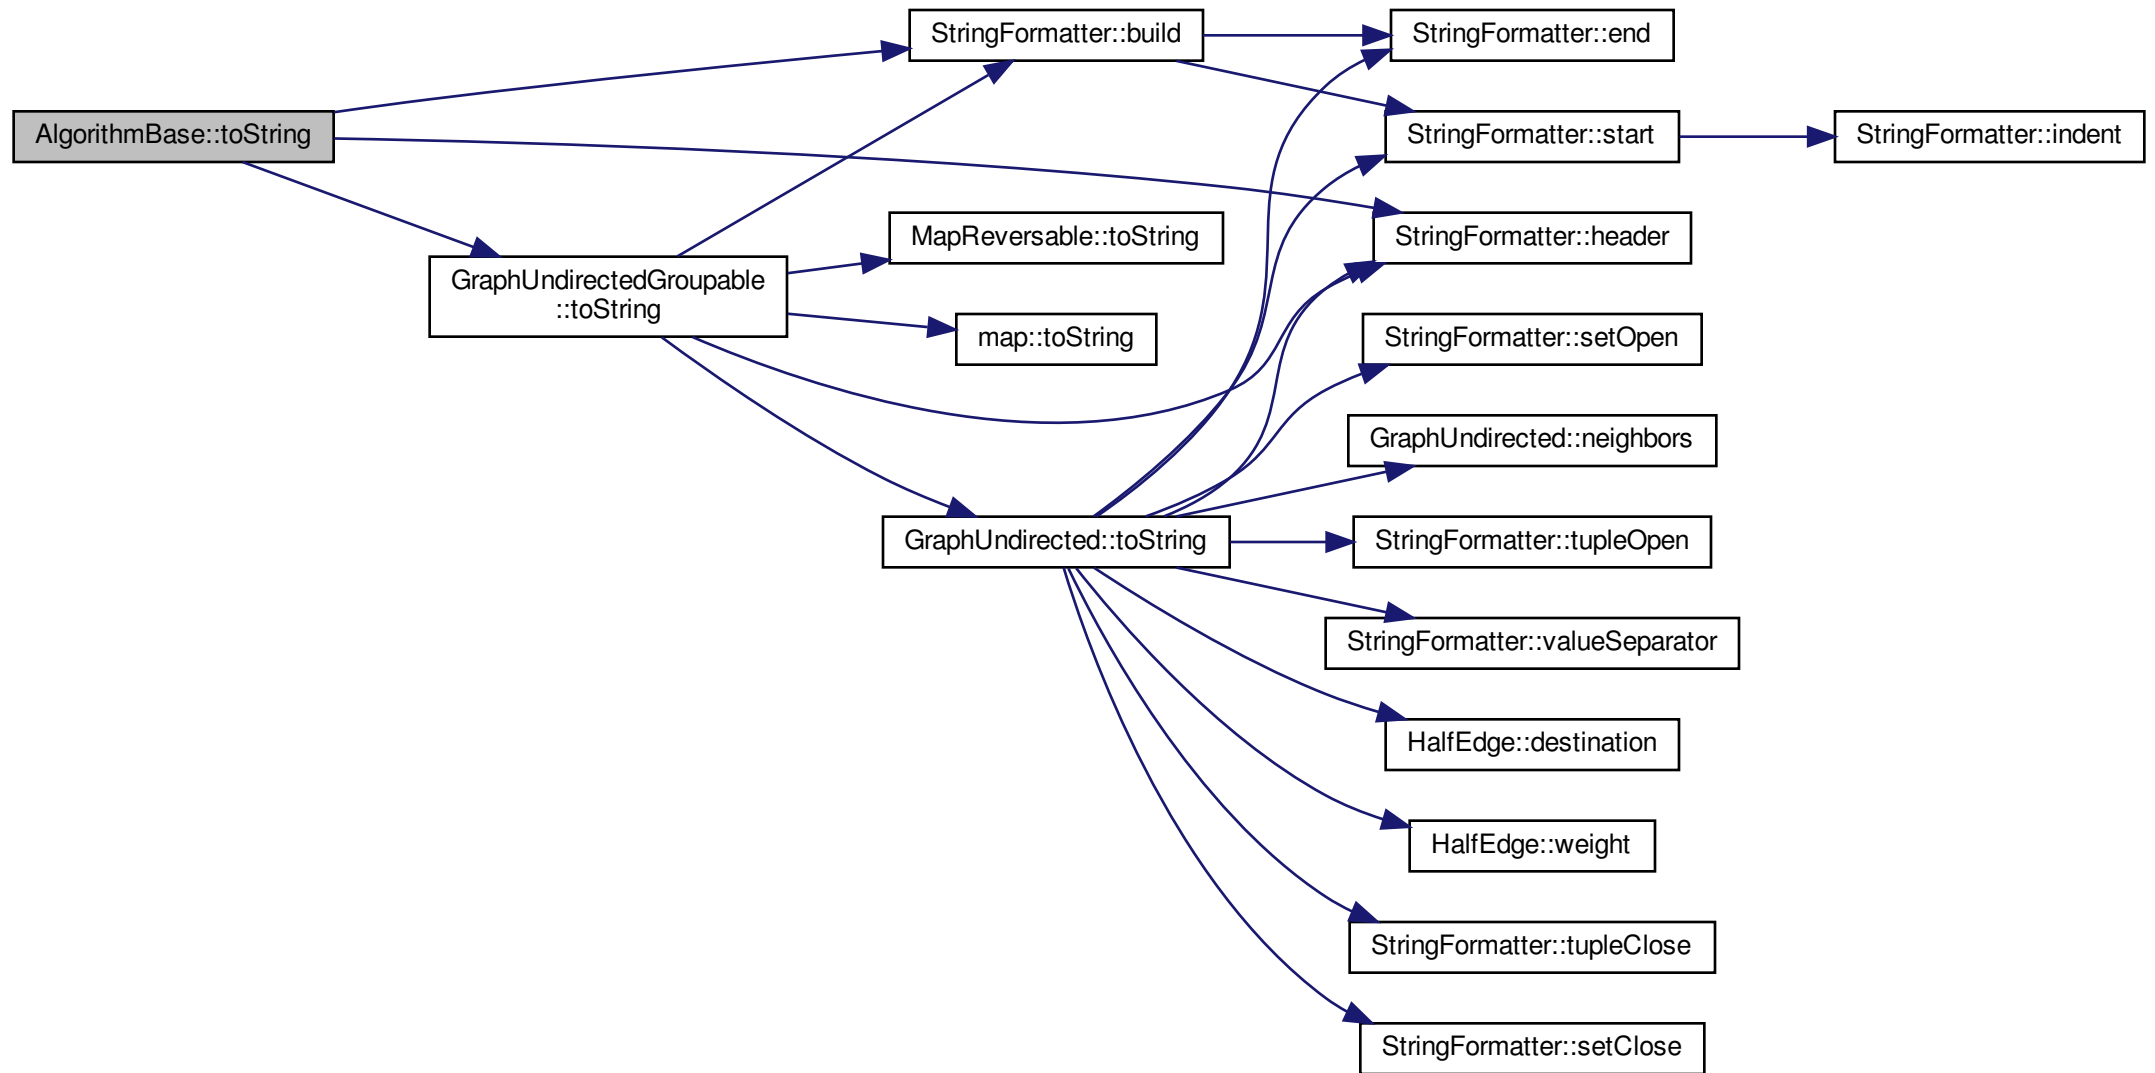 StringFormatter::build
StringFormatter::end
AlgorithmBase::toString
StringFormatter::start
StringFormatter::indent
MapReversable::toString
StringFormatter::header
GraphUndirectedGroupable
::toString
map::toString
StringFormatter::setOpen
GraphUndirected::neighbors
GraphUndirected::toString
StringFormatter::tupleOpen
StringFormatter::valueSeparator
HalfEdge::destination
HalfEdge::weight
StringFormatter::tupleClose
StringFormatter::setClose